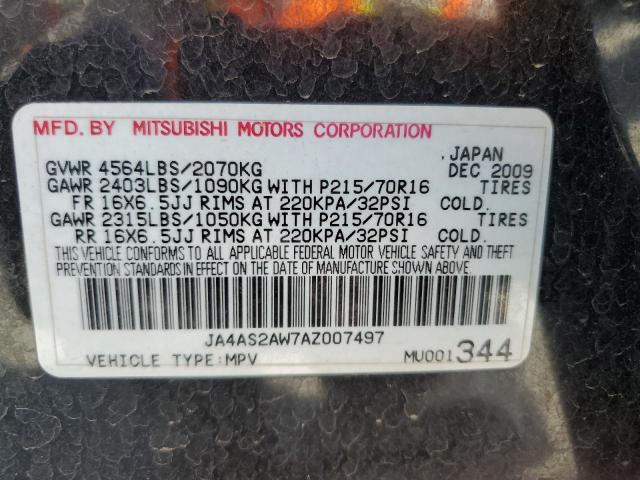 MFD. BY MITSUBISHI MOTORS CORPORATION
, JAPAN
GVWR 4564LBS/2070KG DEC 2009
GAWR 2403LBS/1090KG WITH P215/70R16 TIRES
FR 16X6.5JJ RIMS AT 220KPA/32PSI COLD.
GAWR 2315LBS/1050KG WITH P215/70R16 TIRES
RR 16X6.5JJ RIMS AT 220KPA/32PSI COLD.
THIS VEHICLE CONFORMS TO ALL APPLICABLE FEDERAL MOTOR VEHICLE SAFETY AND THEFT
PREVENTION STANDARDS IN EFFECT ON THE DATE OF MANUFACTURE SHOWN ABOVE.
JA4AS2AW7AZ007497
VEHICLE TYPE:MPV MU001344